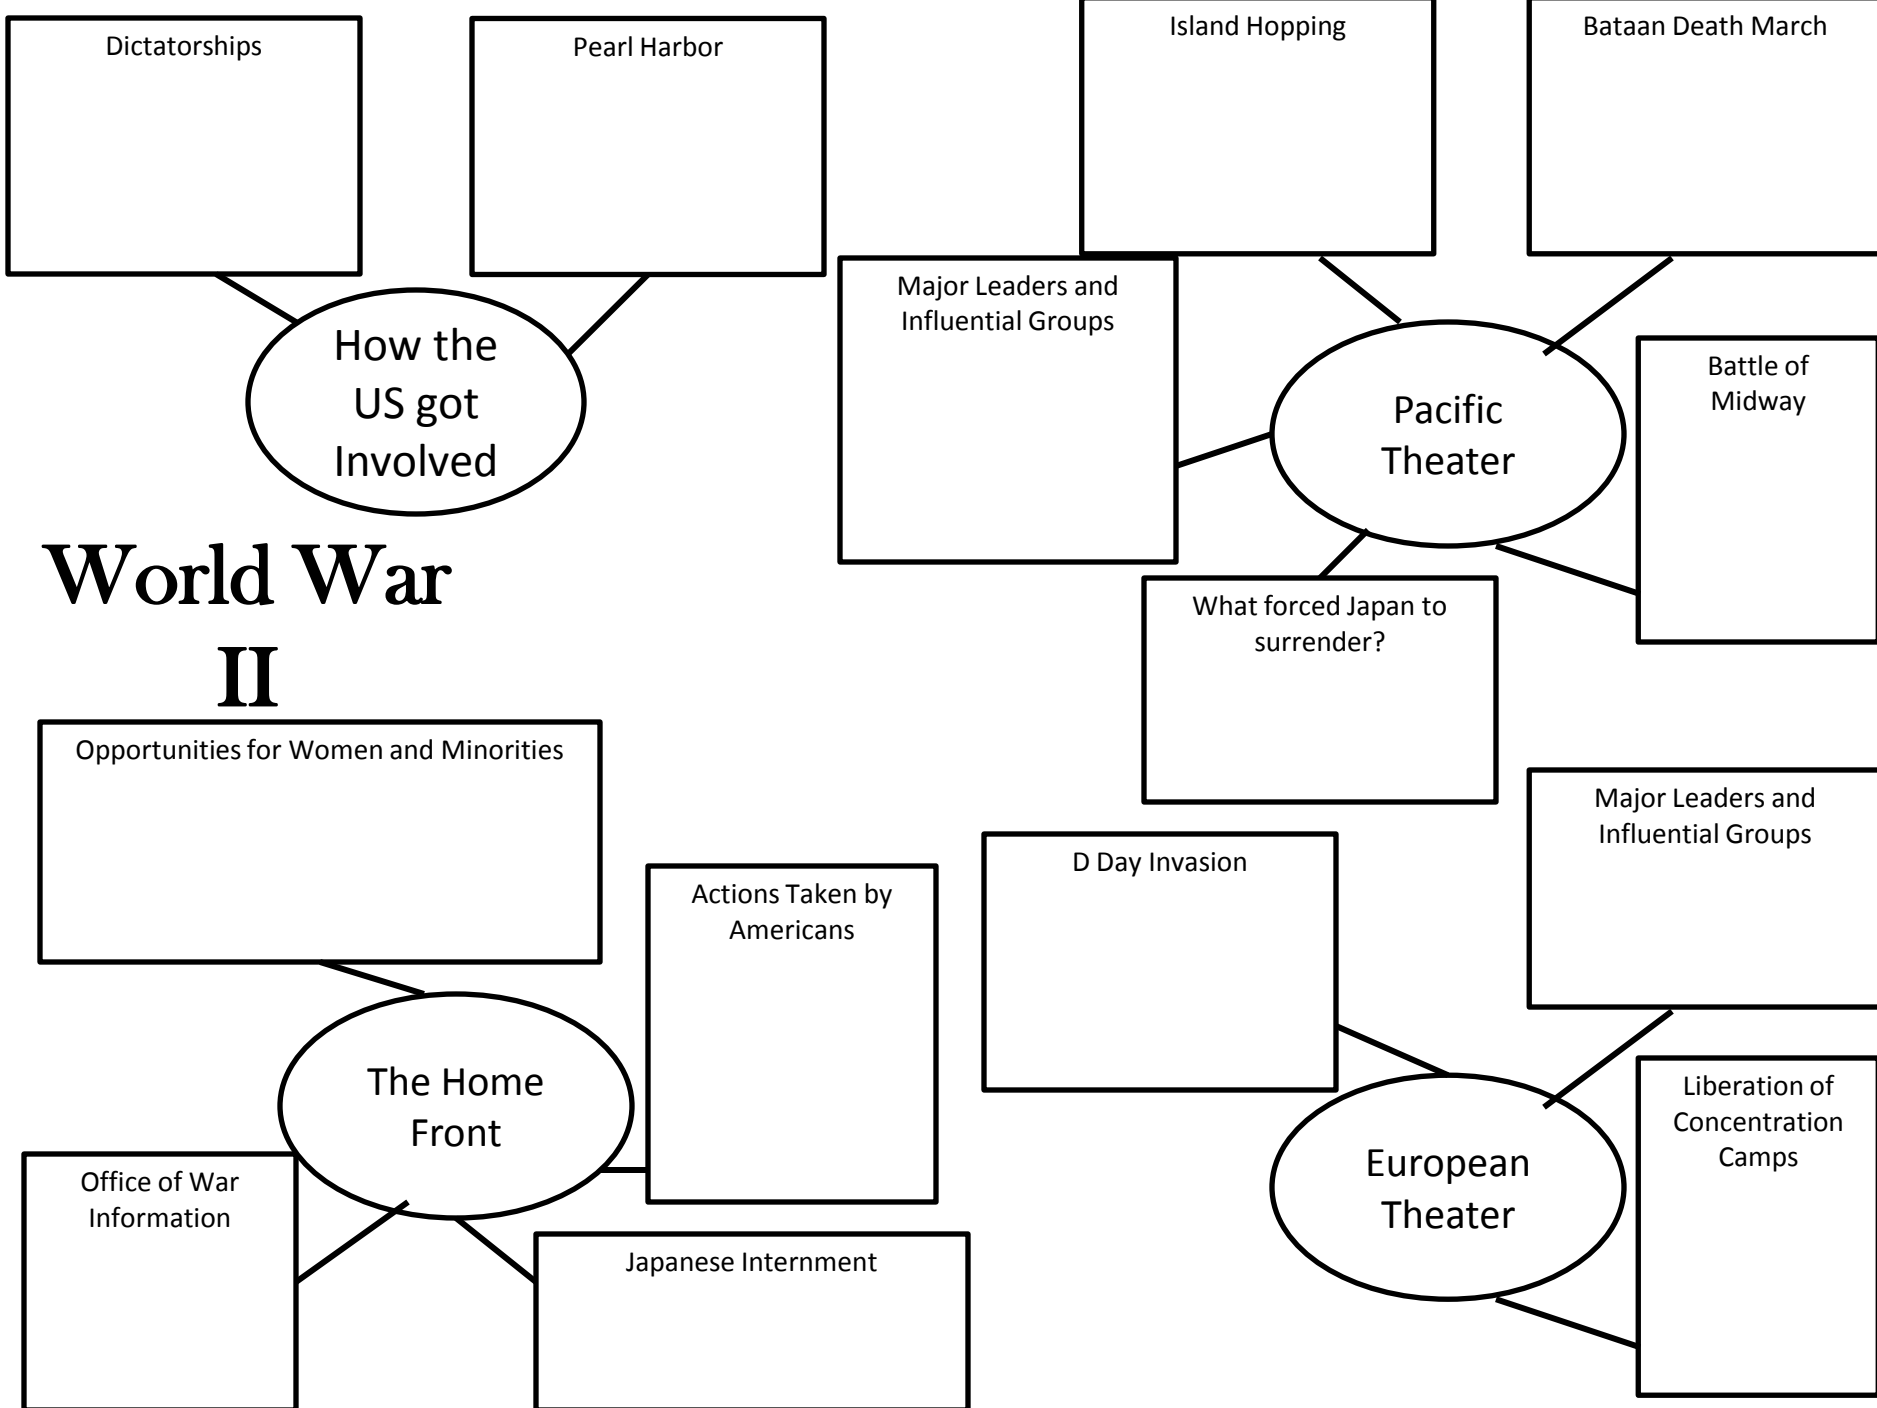 Dictatorships
Pearl Harbor
How the
US got
Involved
Island Hopping
Bataan Death March
Major Leaders and
Influential Groups
Pacific
Theater
Battle of
Midway
What forced Japan to
surrender?
World War
II
Opportunities for Women and Minorities
Actions Taken by
Americans
The Home
Front
Office of War
Information
Japanese Internment
D Day Invasion
Major Leaders and
Influential Groups
European
Theater
Liberation of
Concentration
Camps